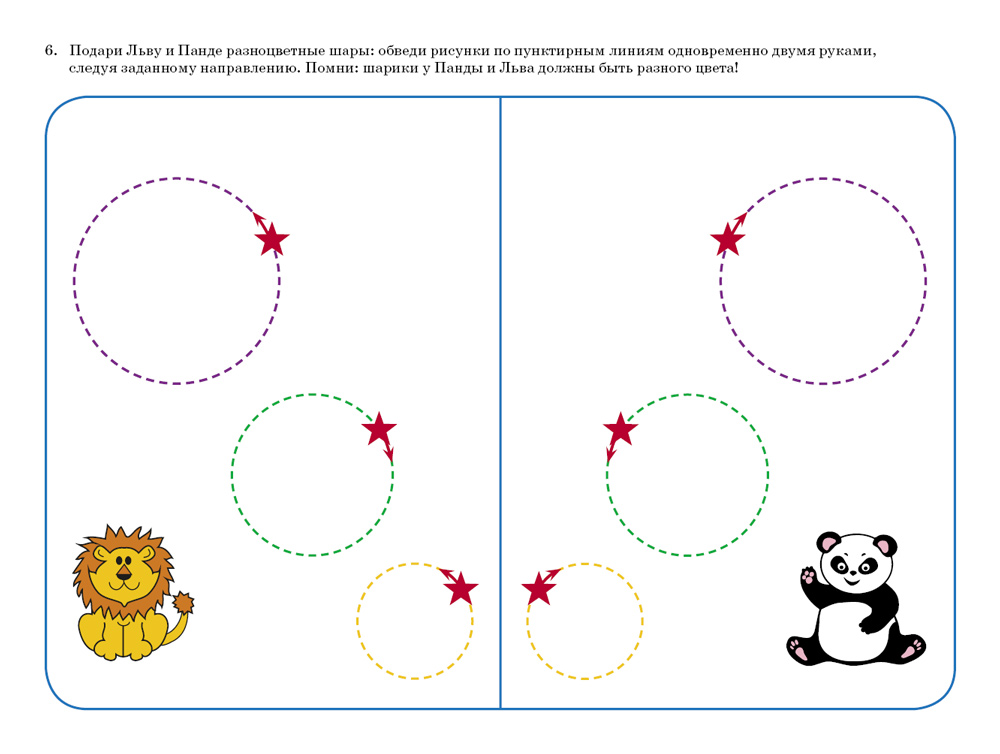 6. Подари Льву и Панде разноцветные шары: обведи рисунки по пунктирным линиям одновременно двумя руками,
следуя заданному направлению. Помни: шарики у Панды и Льва должны быть разного цвета!